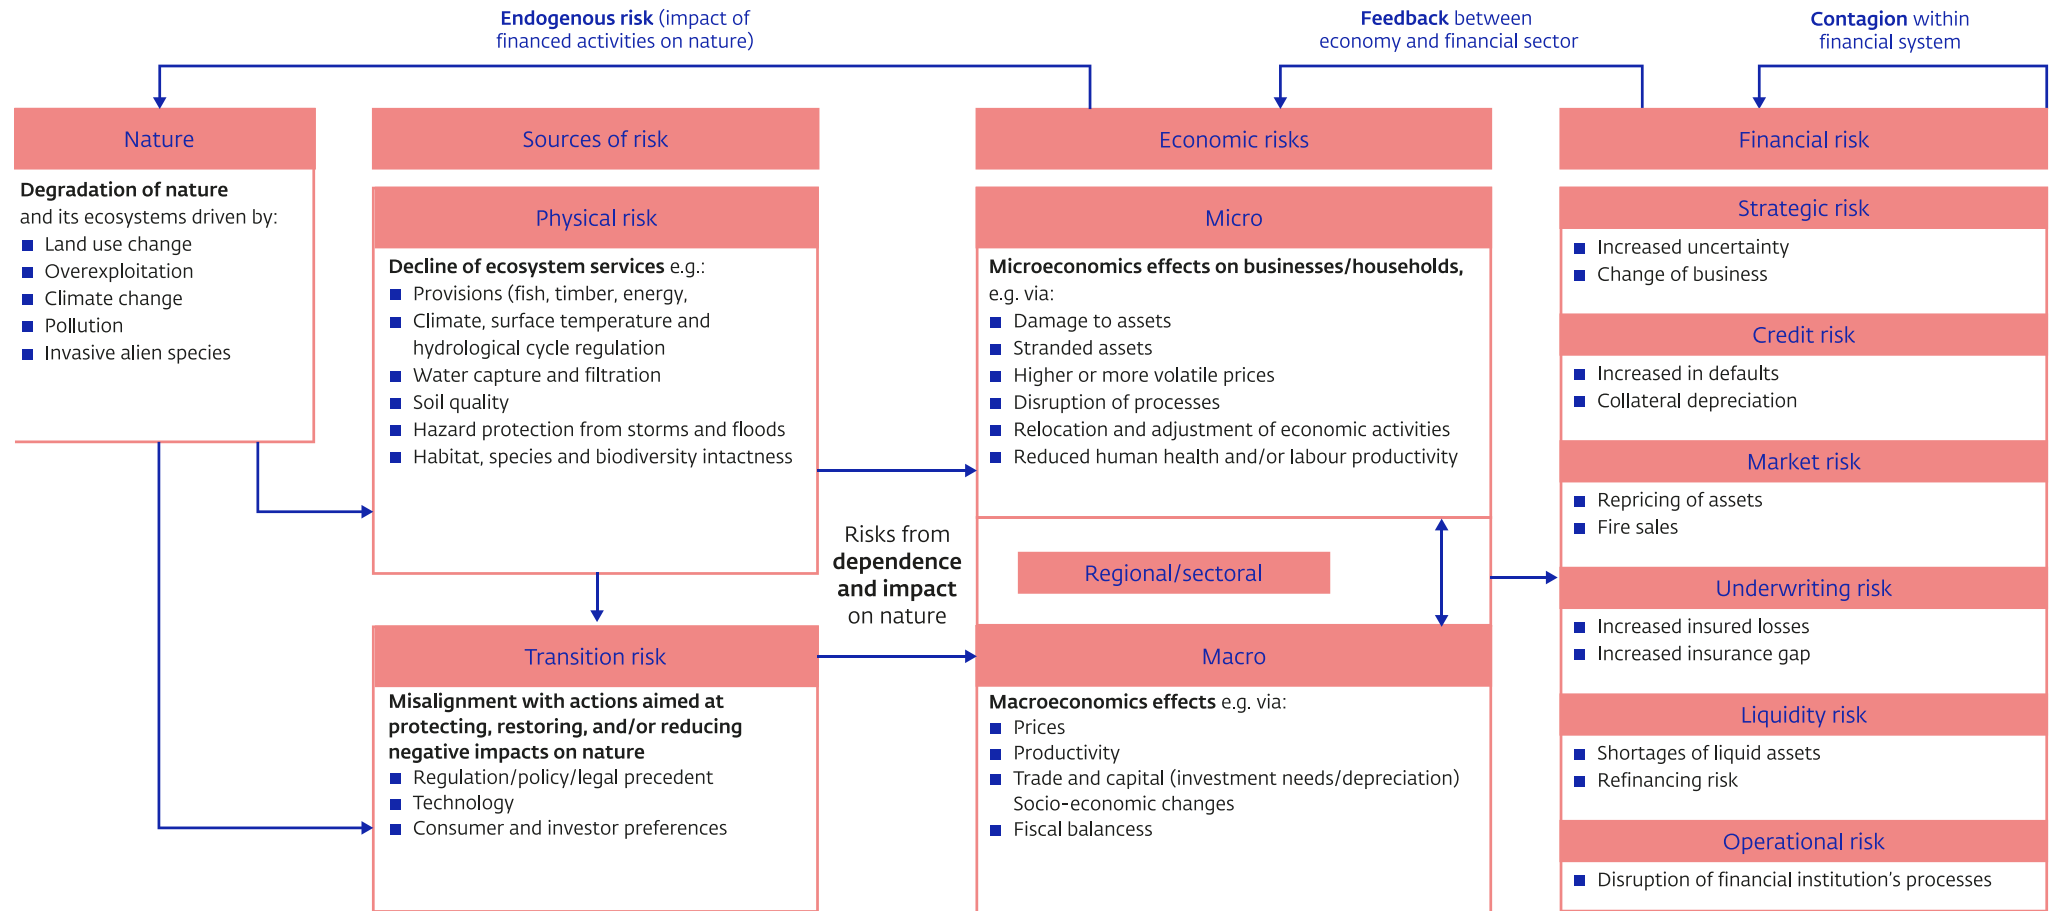 Endogenous risk (impact of
financed activities on nature)
Feedback between
economy and financial sector
Contagion within
financial system
Nature
Degradation of nature
and its ecosystems driven by:
Land use change
Overexploitation
Climate change
Pollution
Invasive alien species
Sources of risk
Physical risk
Decline of ecosystem services e.g.:
Provisions (fish, timber, energy,
Climate, surface temperature and
hydrological cycle regulation
Water capture and filtration
Soil quality
Hazard protection from storms and floods
Habitat, species and biodiversity intactness
Transition risk
Misalignment with actions aimed at
protecting, restoring, and/or reducing
negative impacts on nature
Regulation/policy/legal precedent
Technology
Consumer and investor preferences
Risks from
dependence
and impact
on nature
Economic risks
Micro
Microeconomics effects on businesses/households,
e.g. via:
Damage to assets
Stranded assets
Higher or more volatile prices
Disruption of processes
Relocation and adjustment of economic activities
Reduced human health and/or labour productivity
Regional/sectoral
Macro
Macroeconomics effects e.g. via:
Prices
Productivity
Trade and capital (investment needs/depreciation)
Socio-economic changes
Fiscal balancess
Financial risk
Strategic risk
Increased uncertainty
Change of business
Credit risk
Increased in defaults
Collateral depreciation
Market risk
Repricing of assets
Fire sales
Underwriting risk
Increased insured losses
Increased insurance gap
Liquidity risk
Shortages of liquid assets
Refinancing risk
Operational risk
Disruption of financial institution's processes